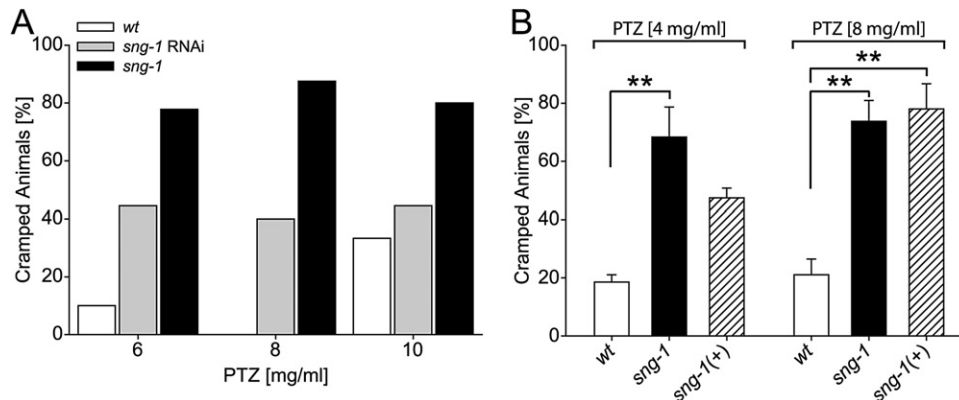 A
wt
sng-1 RNAi
sng-1
100
80
60
40
20
0
Cramped Animals [%]
6 8 10
PTZ [mg/ml]
B
PTZ [4 mg/ml] PTZ [8 mg/ml]
100
80
60
40
20
0
Cramped Animals [%]
** ** **
wt sng-1 sng-1(+) wt sng-1 sng-1(+)